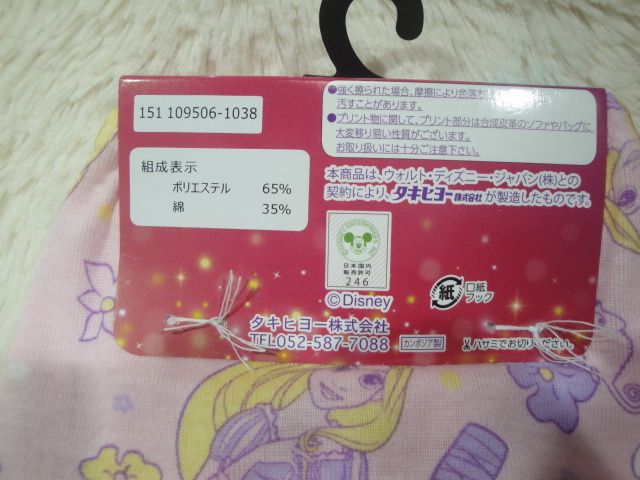 151 109506-1038
組成表示
ポリエステル 65%
綿 35%
●強く擦られた場合、摩擦により色落ち
汚すことがあります。
●プリント物に関して、プリント部分は合成皮革のソファやバッグに
大変移り易い性質がございます。
お取り扱いには十分ご注意下さい。
本商品は、ウォルト・ディズニー・ジャパン(株)との
契約により、タキヒヨー株式会社が製造したものです。
日本国内
販売許可
246
©Disney
紙
口紙
フック
タキヒヨー株式会社
TEL052-587-7088
カンボジア製
ハサミでお切りください。